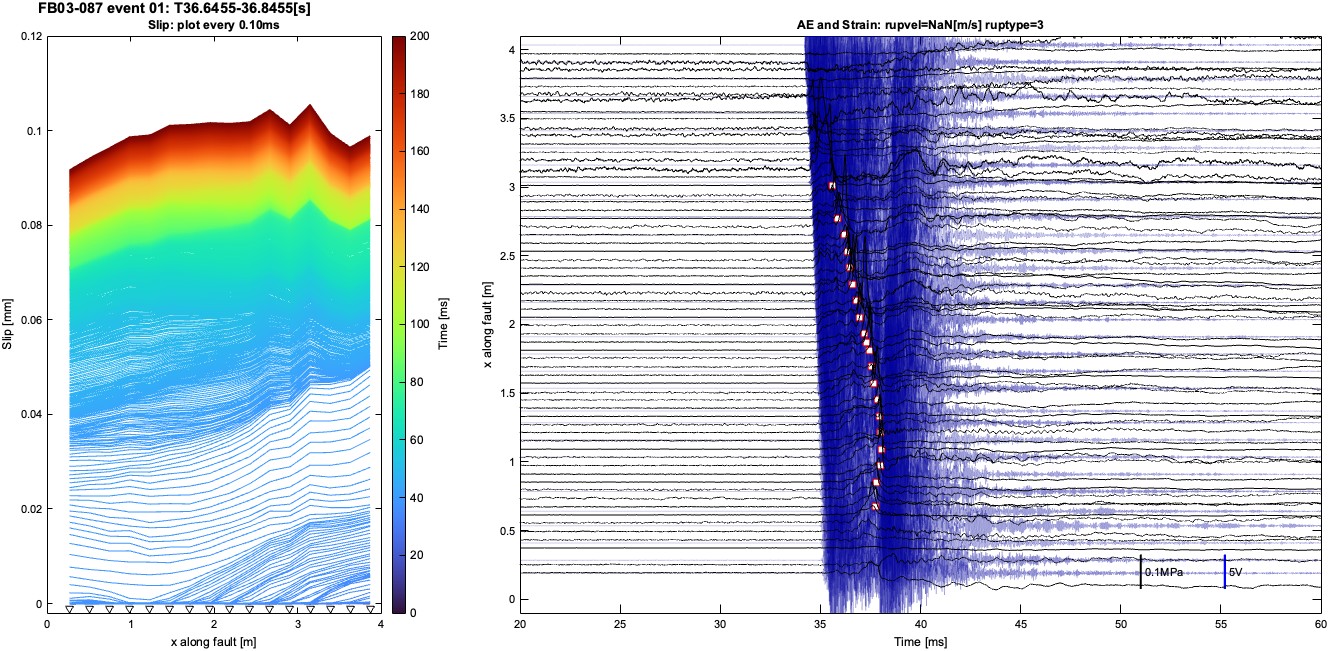 FB03-087 event 01: T36.6455-36.8455[s]
Slip: plot every 0.10ms
0.12
0.1
0.08
0.06
0.04
0.02
0
Slip [mm]
0 1 2 3 4
x along fault [m]
200
180
160
140
120
100
80
60
40
20
0
Time [ms]
AE and Strain: rupvel=NaN[m/s] ruptype=3
4
3.5
3
2.5
2
1.5
1
0.5
0
x along fault [m]
0.1MPa 5V
20 25 30 35 40 45 50 55 60
Time [ms]